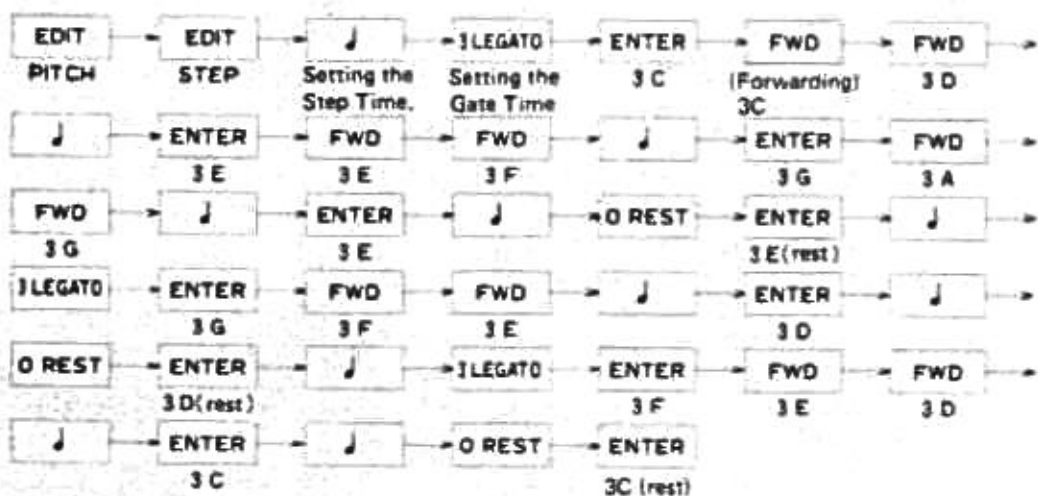 EDIT EDIT ♩ 3 LEGATO ENTER FWD FWD
PITCH STEP Setting the Setting the 3 C (Forwarding) 3 D
Step Time. Gate Time 3C
♩ ENTER FWD FWD ♩ ENTER FWD
3 E 3 E 3 F 3 G 3 A
FWD ♩ ENTER ♩ 0 REST ENTER ♩
3 G 3 E 3 E (rest)
3 LEGATO ENTER FWD FWD ♩ ENTER ♩
3 G 3 F 3 E 3 D
0 REST ENTER ♩ 3 LEGATO ENTER FWD FWD
3 D (rest) 3 F 3 E 3 D
♩ ENTER ♩ 0 REST ENTER
3 C 3C (rest)